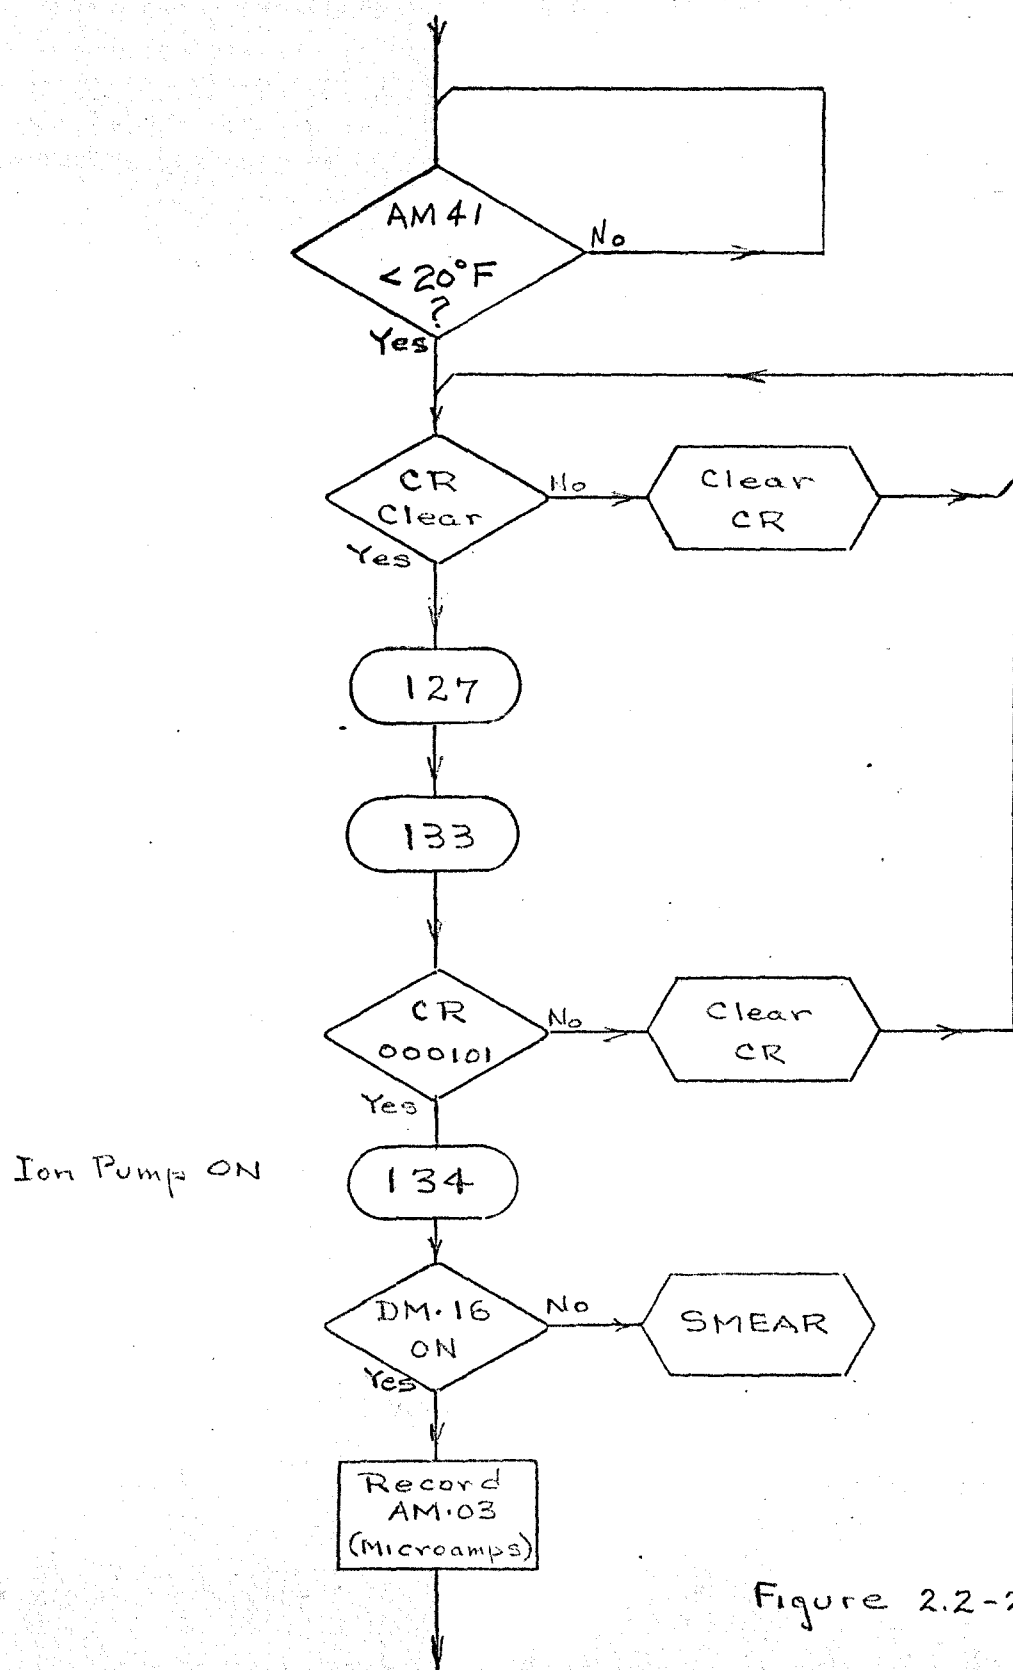 AM 41
< 20°F
?
No
Yes
CR
Clear
No
Clear
CR
Yes
127
133
CR
000101
No
Clear
CR
Yes
Ion Pump ON
134
DM·16
ON
No
SMEAR
Yes
Record
AM·03
(Microamps)
Figure 2.2-2